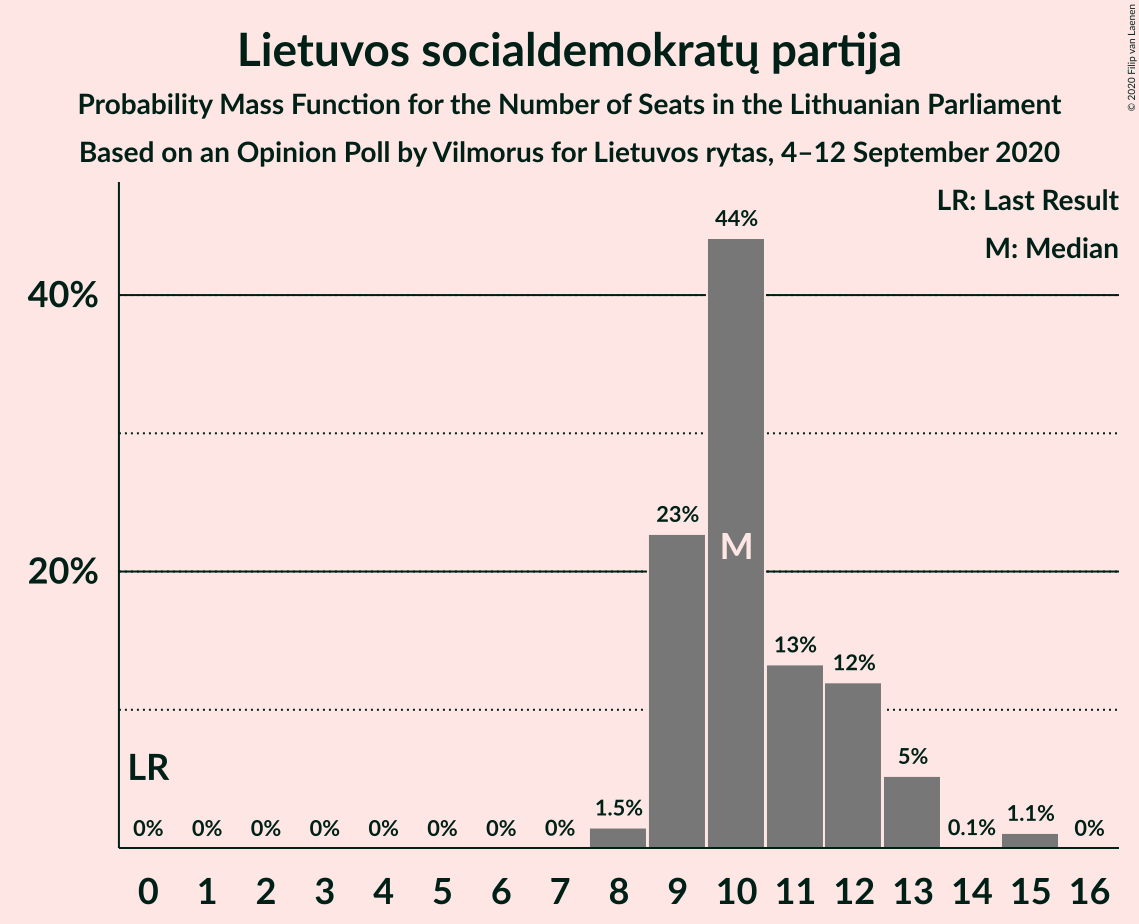 Lietuvos socialdemokratų partija
Probability Mass Function for the Number of Seats in the Lithuanian Parliament
Based on an Opinion Poll by Vilmorus for Lietuvos rytas, 4–12 September 2020
© 2020 Filip van Laenen
LR: Last Result
M: Median
44%
40%
23%
M
20%
13%
12%
LR
5%
0% 0% 0% 0% 0% 0% 0% 0% 1.5% 0.1% 1.1% 0%
0 1 2 3 4 5 6 7 8 9 10 11 12 13 14 15 16